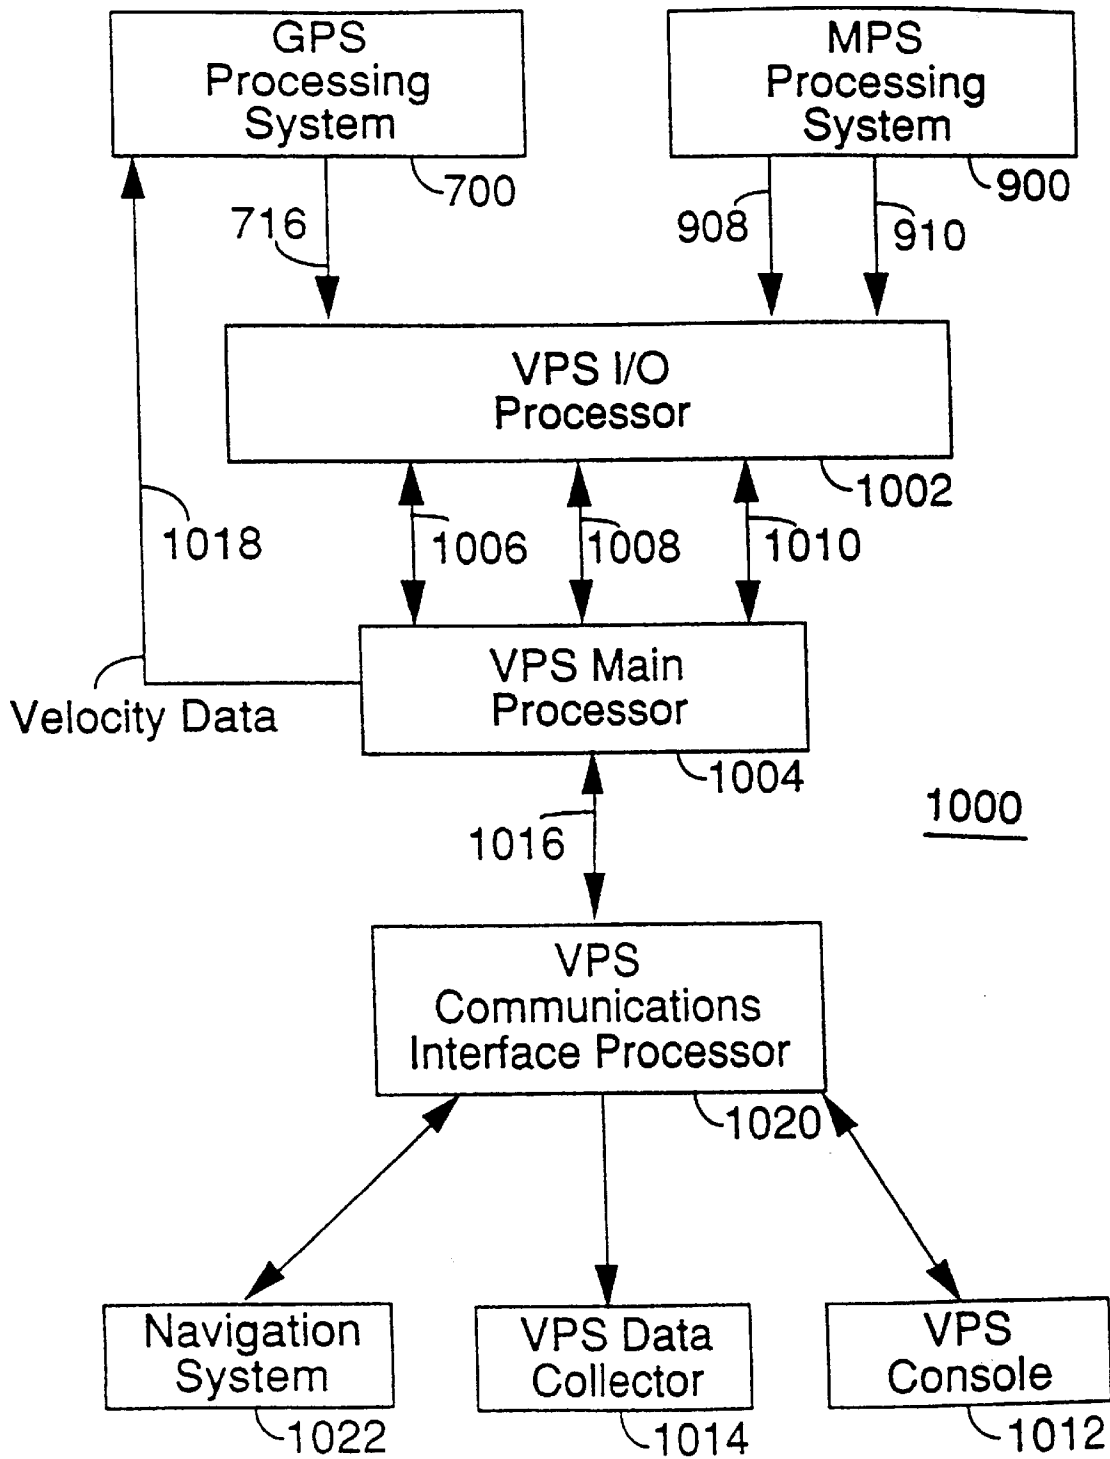 GPS
Processing
System
MPS
Processing
System
700
900
716
908
910
VPS I/O
Processor
1002
1018
1006
1008
1010
VPS Main
Processor
Velocity Data
1004
1000
1016
VPS
Communications
Interface Processor
1020
Navigation
System
VPS Data
Collector
VPS
Console
1022
1014
1012